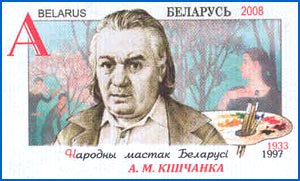 A BELARUS БЕЛАРУСЬ 2008
Народны мастак Беларусі
1933
1997
А. М. КІШЧАНКА